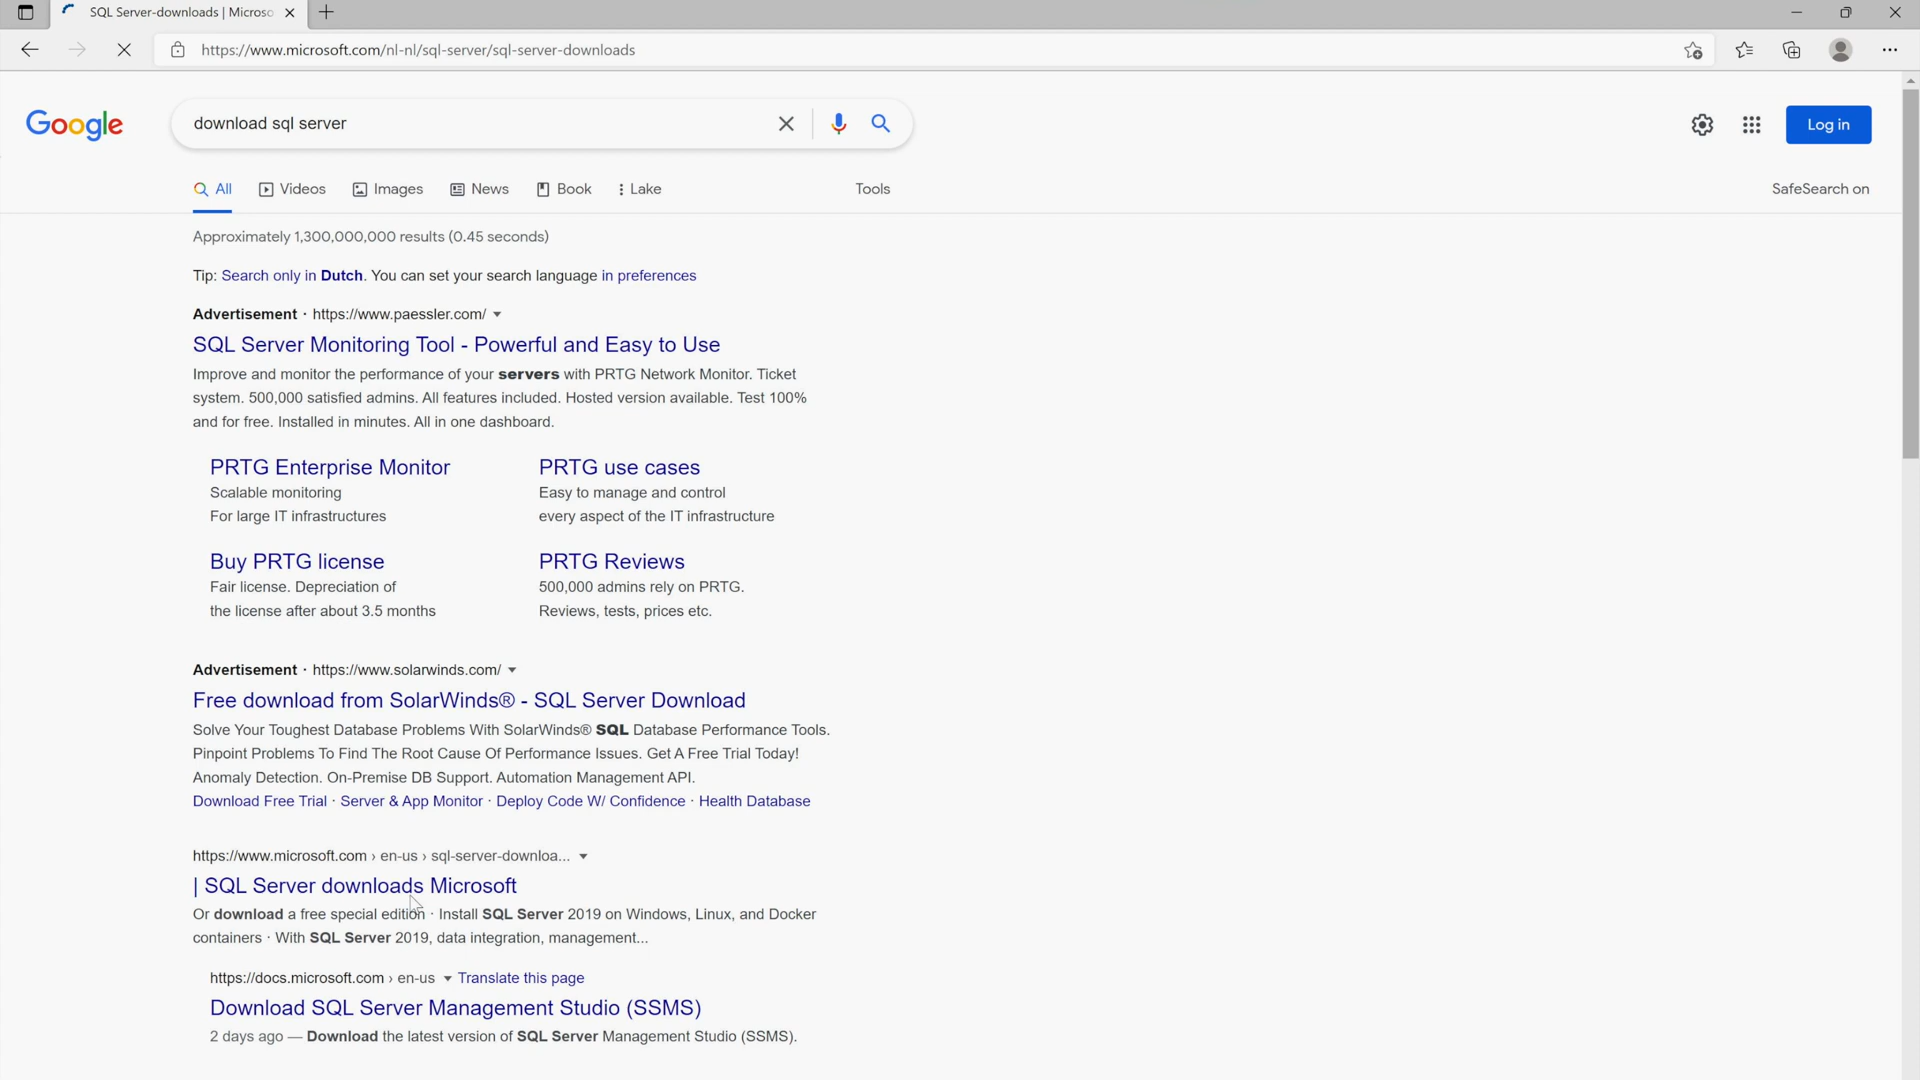 SQL Server-downloads | Microso
https://www.microsoft.com/nl-nl/sql-server/sql-server-downloads
Google
download sql server
Log in
All Videos Images News Book Lake Tools SafeSearch on
Approximately 1,300,000,000 results (0.45 seconds)
Tip: Search only in Dutch. You can set your search language in preferences
Advertisement · https://www.paessler.com/
SQL Server Monitoring Tool - Powerful and Easy to Use
Improve and monitor the performance of your servers with PRTG Network Monitor. Ticket
system. 500,000 satisfied admins. All features included. Hosted version available. Test 100%
and for free. Installed in minutes. All in one dashboard.
PRTG Enterprise Monitor
Scalable monitoring
For large IT infrastructures
PRTG use cases
Easy to manage and control
every aspect of the IT infrastructure
Buy PRTG license
Fair license. Depreciation of
the license after about 3.5 months
PRTG Reviews
500,000 admins rely on PRTG.
Reviews, tests, prices etc.
Advertisement · https://www.solarwinds.com/
Free download from SolarWinds® - SQL Server Download
Solve Your Toughest Database Problems With SolarWinds® SQL Database Performance Tools.
Pinpoint Problems To Find The Root Cause Of Performance Issues. Get A Free Trial Today!
Anomaly Detection. On-Premise DB Support. Automation Management API.
Download Free Trial · Server & App Monitor · Deploy Code W/ Confidence · Health Database
https://www.microsoft.com › en-us › sql-server-downloa...
| SQL Server downloads Microsoft
Or download a free special edition · Install SQL Server 2019 on Windows, Linux, and Docker
containers · With SQL Server 2019, data integration, management...
https://docs.microsoft.com › en-us Translate this page
Download SQL Server Management Studio (SSMS)
2 days ago — Download the latest version of SQL Server Management Studio (SSMS).